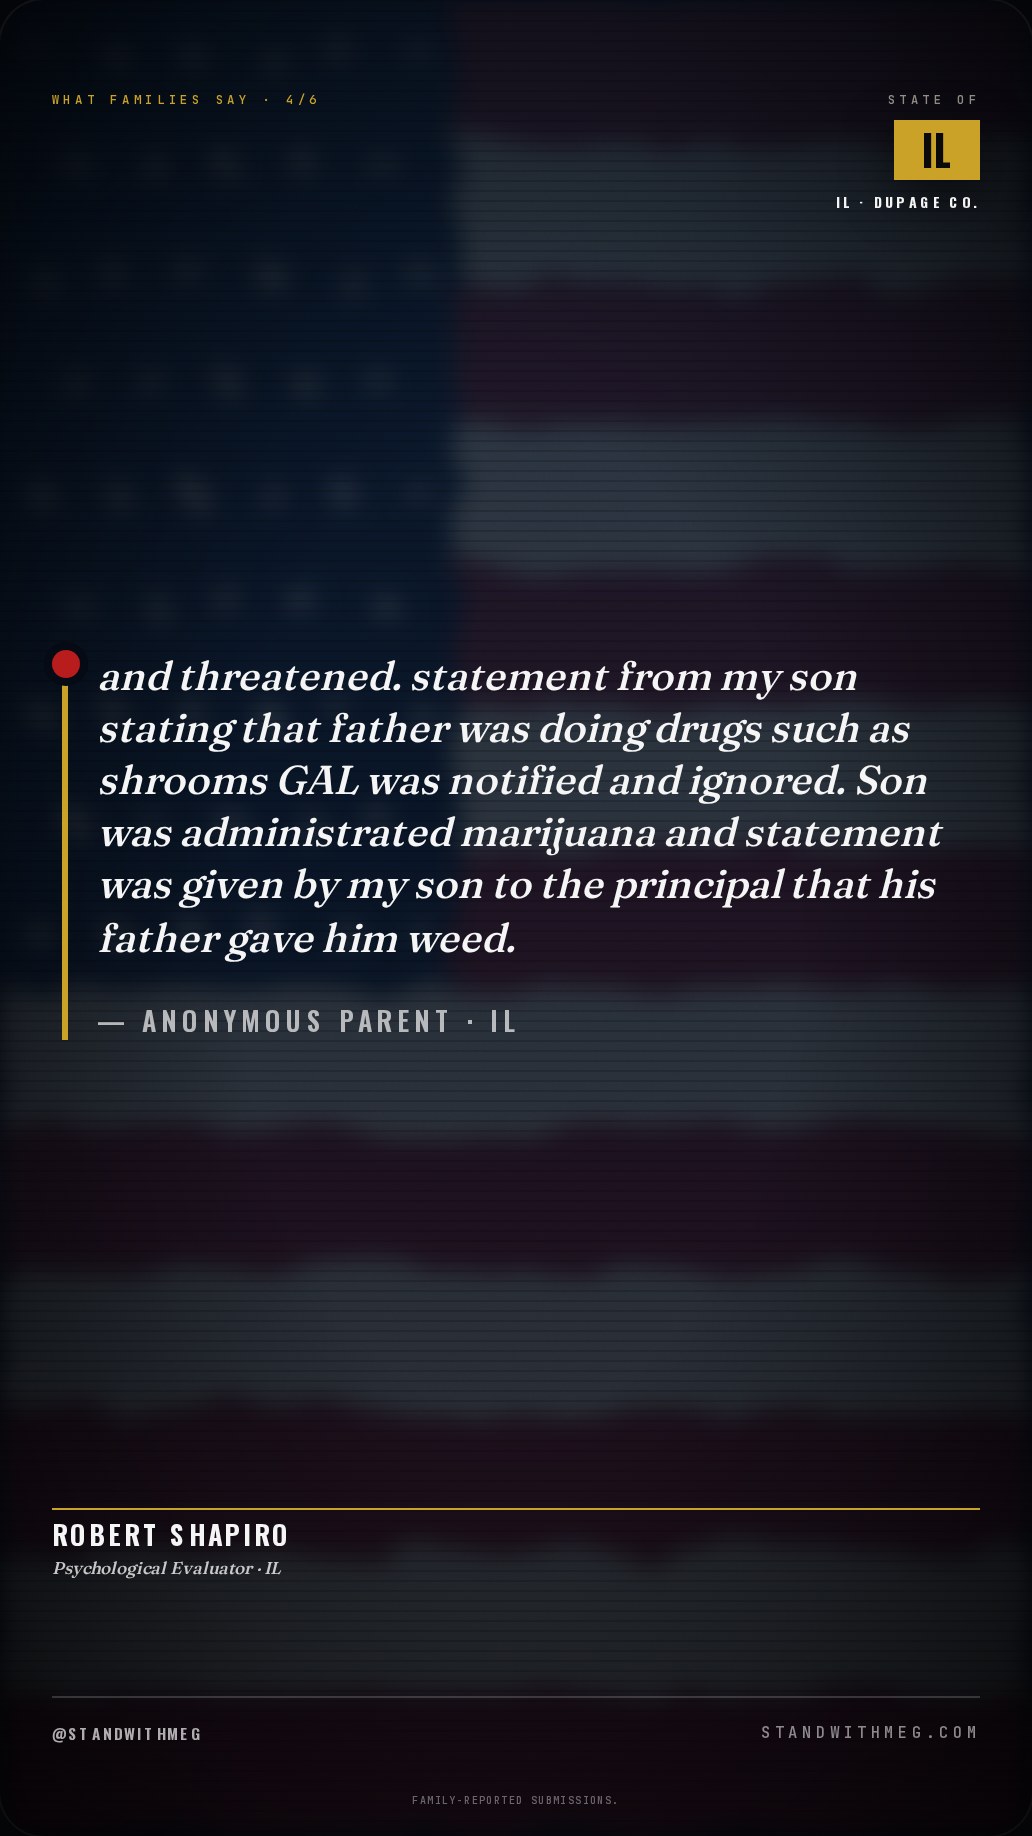 WHAT FAMILIES SAY · 4/6
STATE OF
IL
IL · DUPAGE CO.
and threatened. statement from my son
stating that father was doing drugs such as
shrooms GAL was notified and ignored. Son
was administrated marijuana and statement
was given by my son to the principal that his
father gave him weed.
— ANONYMOUS PARENT · IL
ROBERT SHAPIRO
Psychological Evaluator · IL
@STANDWITHMEG
STANDWITHMEG.COM
FAMILY-REPORTED SUBMISSIONS.